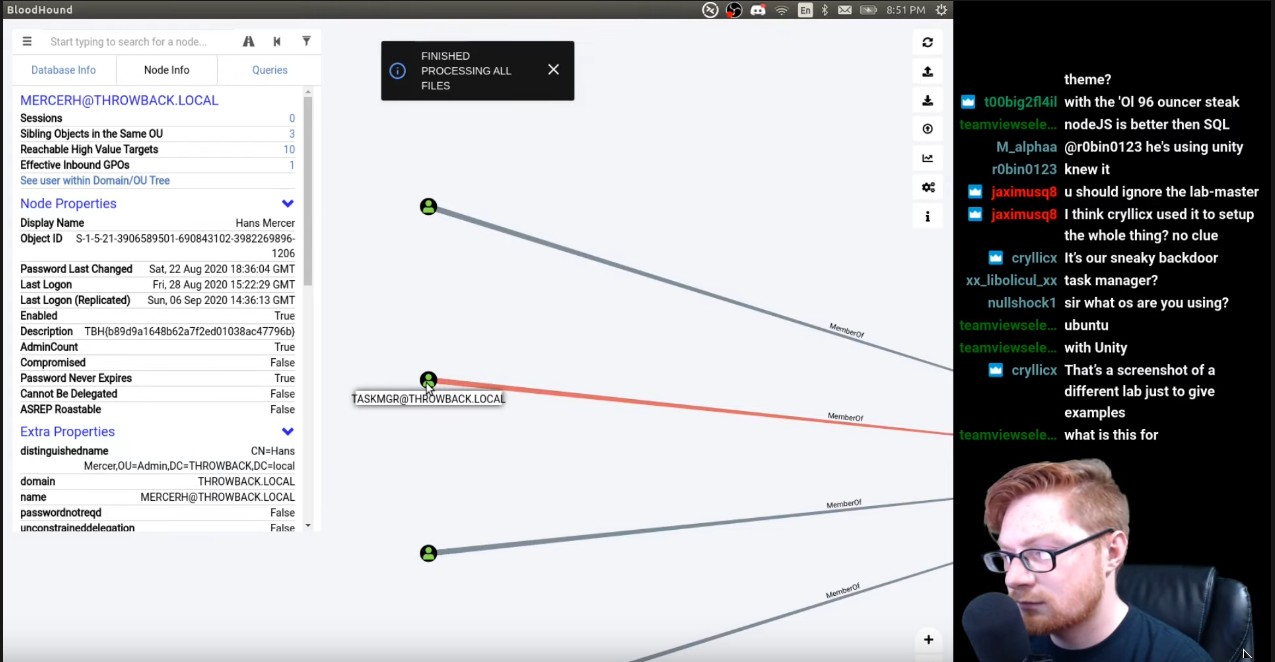 BloodHound
En
8:51 PM
Start typing to search for a node...
Database Info
Node Info
Queries
MERCERH@THROWBACK.LOCAL
Sessions 0
Sibling Objects in the Same OU 3
Reachable High Value Targets 10
Effective Inbound GPOs 1
See user within Domain/OU Tree
Node Properties
Display Name Hans Mercer
Object ID S-1-5-21-3906589501-690843102-3982269896-
1206
Password Last Changed Sat, 22 Aug 2020 18:36:04 GMT
Last Logon Fri, 28 Aug 2020 15:22:29 GMT
Last Logon (Replicated) Sun, 06 Sep 2020 14:36:13 GMT
Enabled True
Description TBH{b89d9a1648b62a7f2ed01038ac47796b}
AdminCount True
Compromised False
Password Never Expires True
Cannot Be Delegated False
ASREP Roastable False
Extra Properties
distinguishedname CN=Hans
Mercer,OU=Admin,DC=THROWBACK,DC=local
domain THROWBACK.LOCAL
name MERCERH@THROWBACK.LOCAL
passwordnotreqd False
unconstraineddelegation False
FINISHED
PROCESSING ALL
FILES
MemberOf
TASKMGR@THROWBACK.LOCAL
MemberOf
MemberOf
MemberOf
theme?
t00big2fl4il with the 'Ol 96 ouncer steak
teamviewsele... nodeJS is better then SQL
M_alphaa @r0bin0123 he's using unity
r0bin0123 knew it
jaximusq8 u should ignore the lab-master
jaximusq8 I think cryllicx used it to setup
the whole thing? no clue
cryllicx It's our sneaky backdoor
xx_libolicul_xx task manager?
nullshock1 sir what os are you using?
teamviewsele... ubuntu
teamviewsele... with Unity
cryllicx That's a screenshot of a
different lab just to give
examples
teamviewsele... what is this for